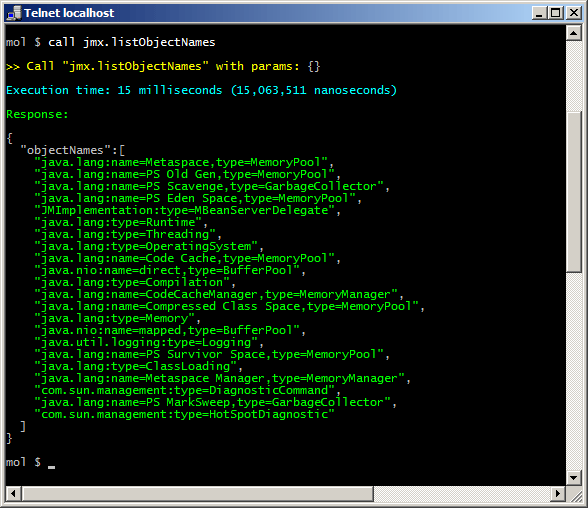 Telnet localhost
mol $ call jmx.listObjectNames
>> Call "jmx.listObjectNames" with params: {}
Execution time: 15 milliseconds (15,063,511 nanoseconds)
Response:
{
  "objectNames":[
    "java.lang:name=Metaspace,type=MemoryPool",
    "java.lang:name=PS Old Gen,type=MemoryPool",
    "java.lang:name=PS Scavenge,type=GarbageCollector",
    "java.lang:name=PS Eden Space,type=MemoryPool",
    "JMImplementation:type=MBeanServerDelegate",
    "java.lang:type=Runtime",
    "java.lang:type=Threading",
    "java.lang:type=OperatingSystem",
    "java.lang:name=Code Cache,type=MemoryPool",
    "java.nio:name=direct,type=BufferPool",
    "java.lang:type=Compilation",
    "java.lang:name=CodeCacheManager,type=MemoryManager",
    "java.lang:name=Compressed Class Space,type=MemoryPool",
    "java.lang:type=Memory",
    "java.nio:name=mapped,type=BufferPool",
    "java.util.logging:type=Logging",
    "java.lang:name=PS Survivor Space,type=MemoryPool",
    "java.lang:type=ClassLoading",
    "java.lang:name=Metaspace Manager,type=MemoryManager",
    "com.sun.management:type=DiagnosticCommand",
    "java.lang:name=PS MarkSweep,type=GarbageCollector",
    "com.sun.management:type=HotSpotDiagnostic"
  ]
}
mol $ _